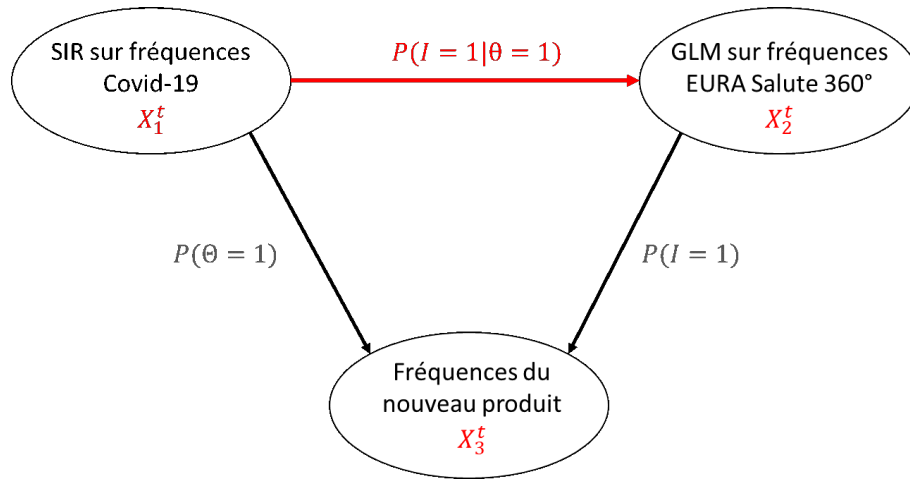 SIR sur fréquences
Covid-19
X₁ᵗ
P(I = 1|θ = 1)
GLM sur fréquences
EURA Salute 360°
X₂ᵗ
P(Θ = 1)
P(I = 1)
Fréquences du
nouveau produit
X₃ᵗ